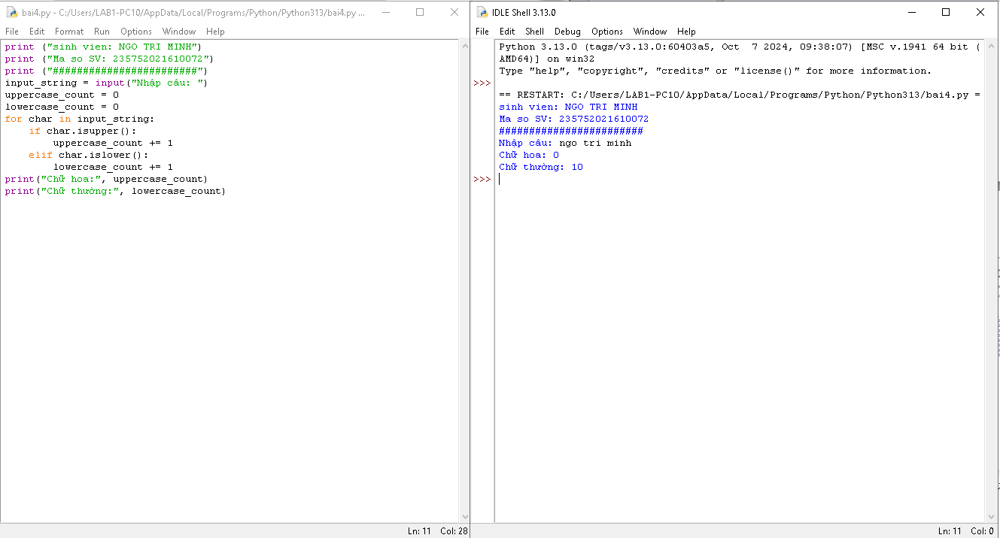 bai4.py - C:/Users/LAB1-PC10/AppData/Local/Programs/Python/Python313/bai4.py ...
File Edit Format Run Options Window Help
print ("sinh vien: NGO TRI MINH")
print ("Ma so SV: 235752021610072")
print ("########################")
input_string = input("Nhập câu: ")
uppercase_count = 0
lowercase_count = 0
for char in input_string:
    if char.isupper():
        uppercase_count += 1
    elif char.islower():
        lowercase_count += 1
print("Chữ hoa:", uppercase_count)
print("Chữ thường:", lowercase_count)
Ln: 11 Col: 28
IDLE Shell 3.13.0
File Edit Shell Debug Options Window Help
Python 3.13.0 (tags/v3.13.0:60403a5, Oct  7 2024, 09:38:07) [MSC v.1941 64 bit (
AMD64)] on win32
Type "help", "copyright", "credits" or "license()" for more information.
>>>
== RESTART: C:/Users/LAB1-PC10/AppData/Local/Programs/Python/Python313/bai4.py =
sinh vien: NGO TRI MINH
Ma so SV: 235752021610072
########################
Nhập câu: ngo tri minh
Chữ hoa: 0
Chữ thường: 10
>>>
Ln: 11 Col: 0